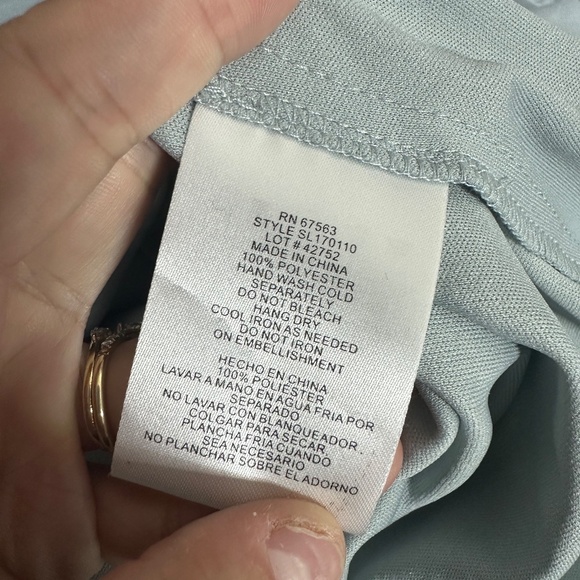 RN 67563
STYLE SL170110
LOT # 42752
MADE IN CHINA
100% POLYESTER
HAND WASH COLD
SEPARATELY
DO NOT BLEACH
HANG DRY
COOL IRON AS NEEDED
DO NOT IRON
ON EMBELLISHMENT
HECHO EN CHINA
100% POLIESTER
LAVAR A MANO EN AGUA FRIA POR
SEPARADO
NO LAVAR CON BLANQUEADOR.
COLGAR PARA SECAR,
PLANCHA FRIA CUANDO
SEA NECESARIO
NO PLANCHAR SOBRE EL ADORNO